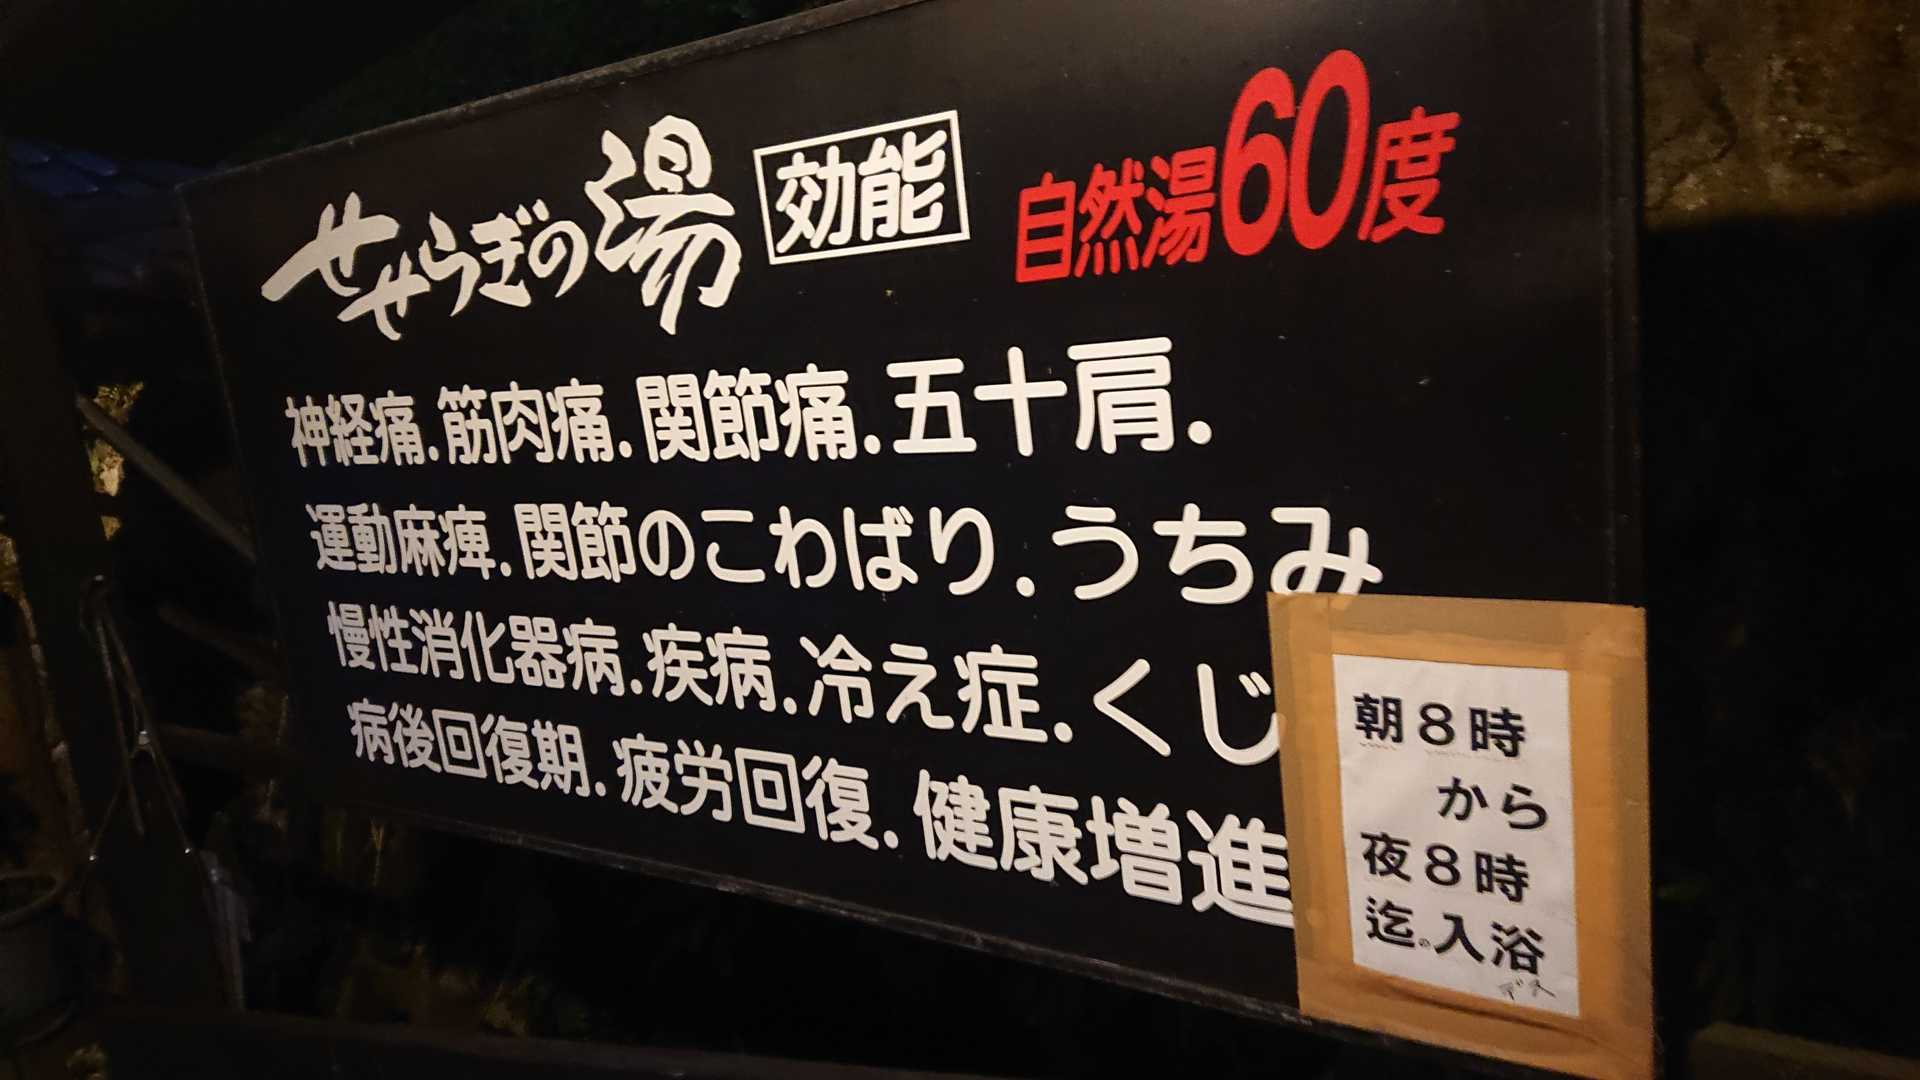 せせらぎの湯 効能 自然湯60度
神経痛.筋肉痛.関節痛.五十肩.
運動麻痺.関節のこわばり.うちみ
慢性消化器病.疾病.冷え症.くじ
病後回復期.疲労回復.健康増進
朝8時
から
夜8時
迄の入浴
デス